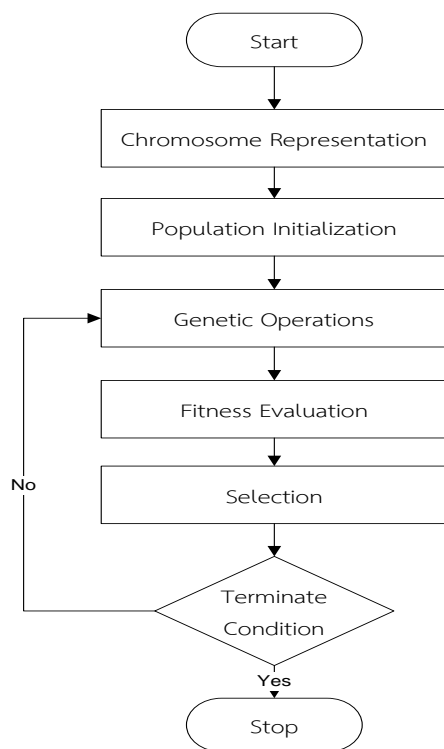 Start
Chromosome Representation
Population Initialization
Genetic Operations
Fitness Evaluation
No
Selection
Terminate
Condition
Yes
Stop